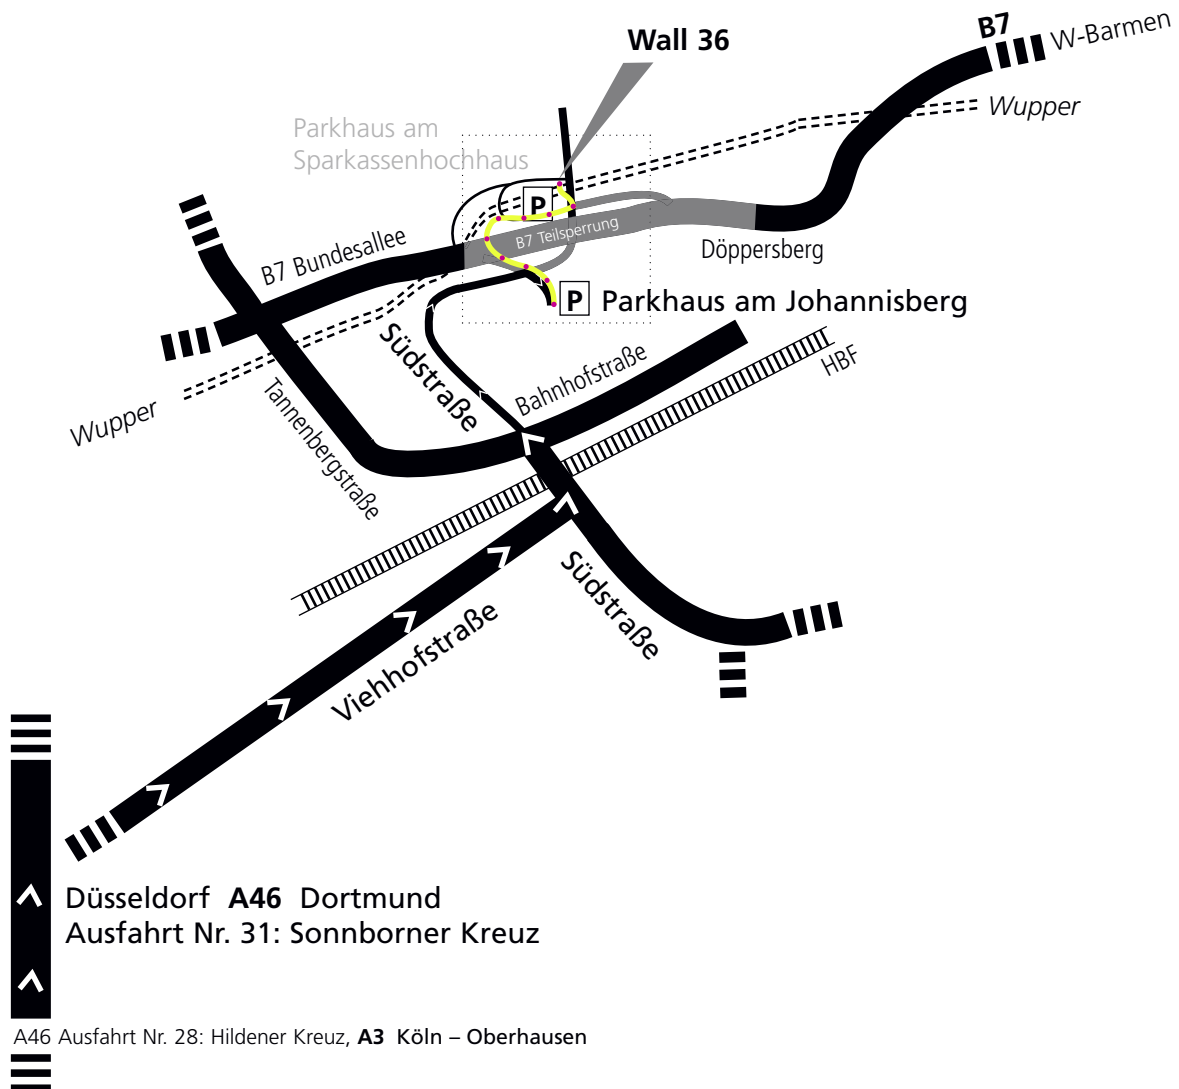 B7
W-Barmen
Wall 36
Wupper
Parkhaus am
Sparkassenhochhaus
P
B7 Teilsperrung
B7 Bundesallee
Döppersberg
P Parkhaus am Johannisberg
Südstraße
Bahnhofstraße
HBF
Wupper
Tannenbergstraße
Südstraße
Viehhofstraße
Düsseldorf A46 Dortmund
Ausfahrt Nr. 31: Sonnborner Kreuz
A46 Ausfahrt Nr. 28: Hildener Kreuz, A3 Köln – Oberhausen